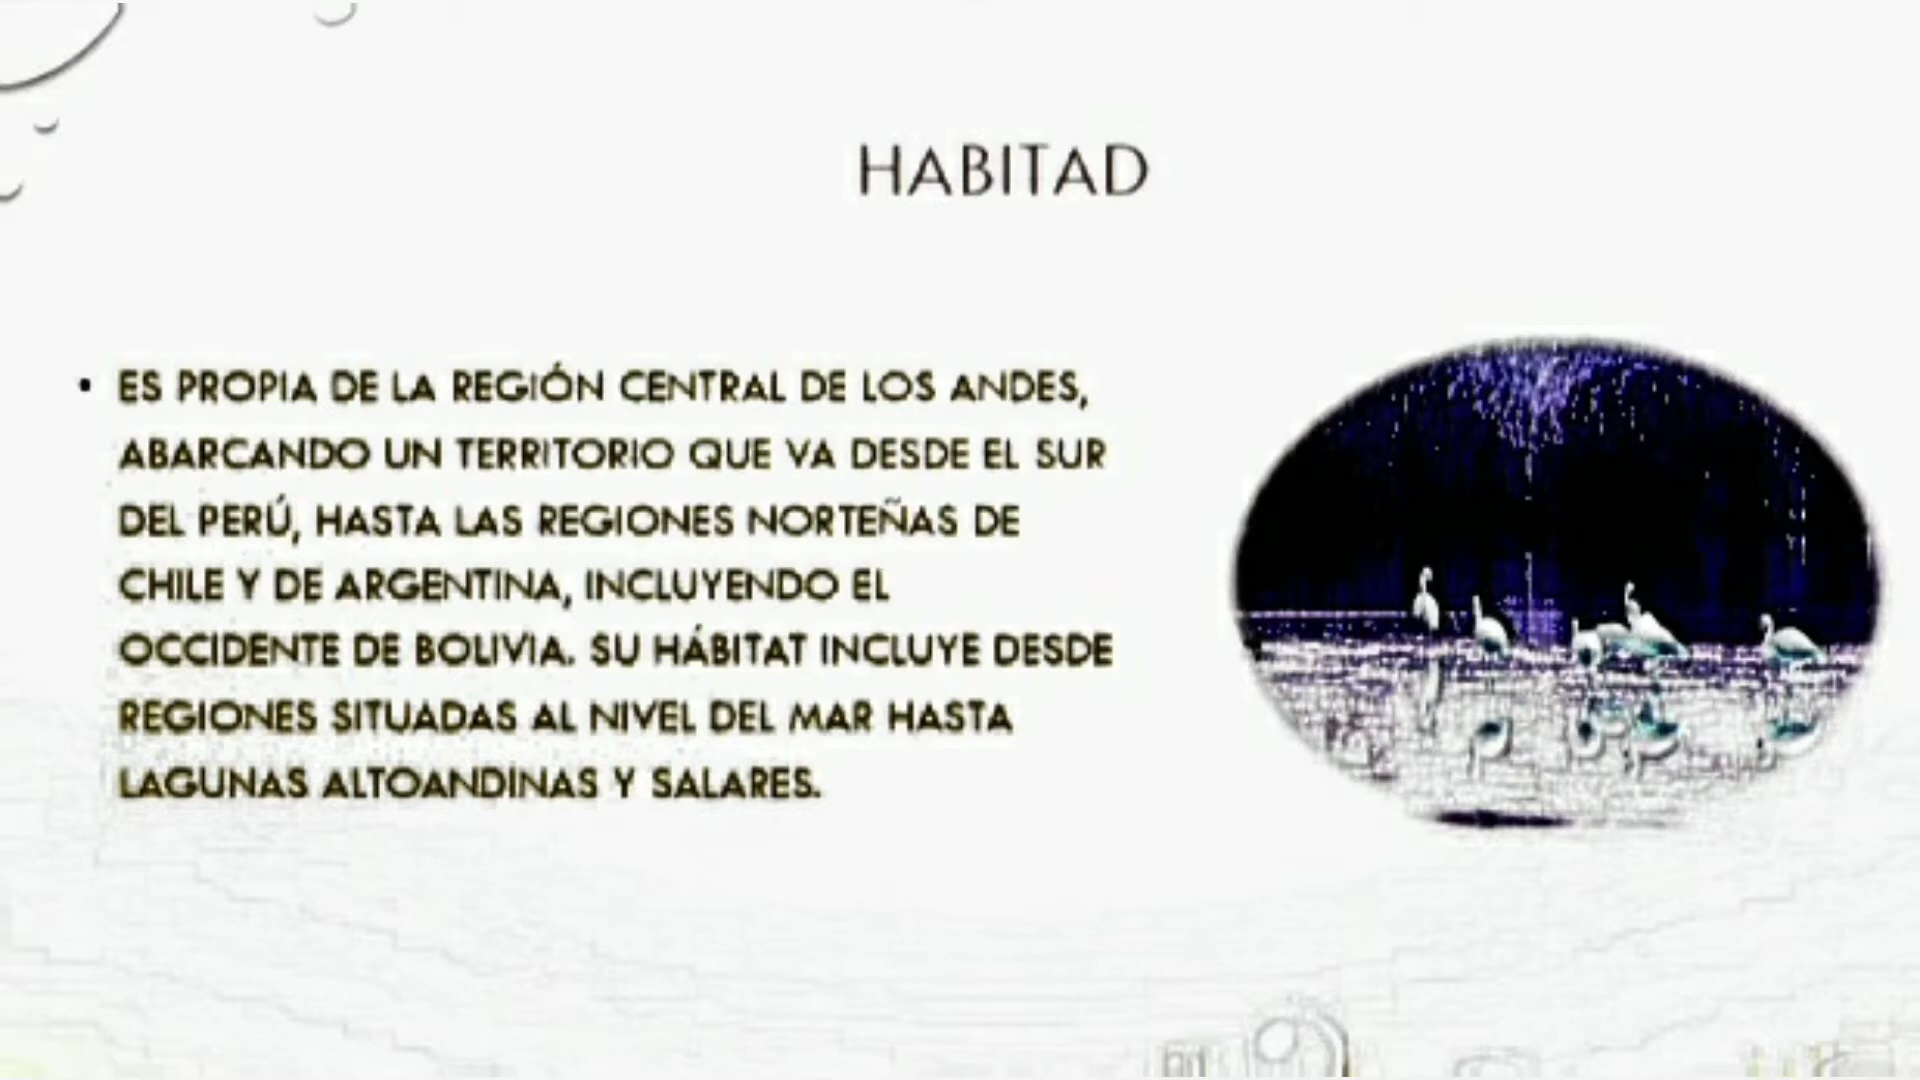 HABITAD
• ES PROPIA DE LA REGIÓN CENTRAL DE LOS ANDES,
ABARCANDO UN TERRITORIO QUE VA DESDE EL SUR
DEL PERÚ, HASTA LAS REGIONES NORTEÑAS DE
CHILE Y DE ARGENTINA, INCLUYENDO EL
OCCIDENTE DE BOLIVIA. SU HÁBITAT INCLUYE DESDE
REGIONES SITUADAS AL NIVEL DEL MAR HASTA
LAGUNAS ALTOANDINAS Y SALARES.